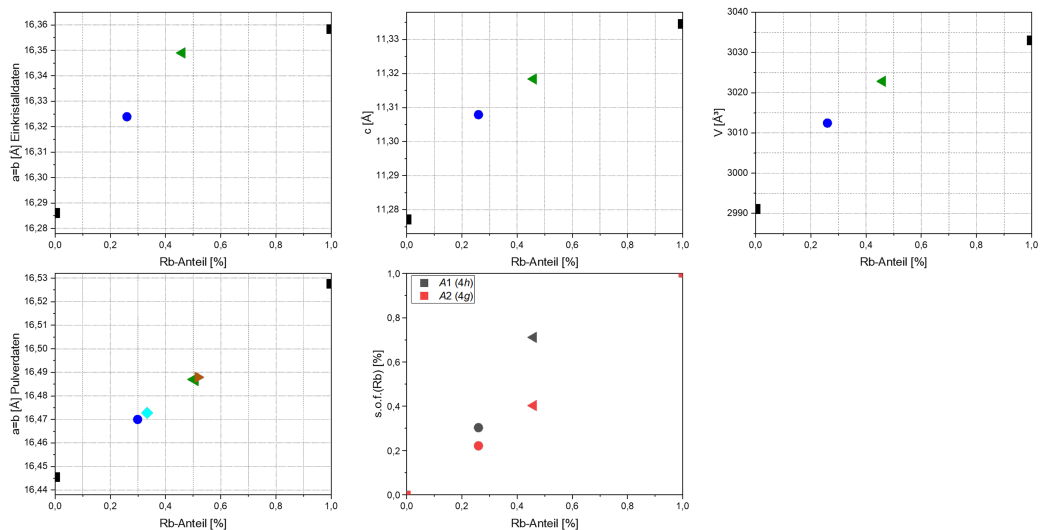 a=b [Å] Einkristalldaten
16,36
16,35
16,34
16,33
16,32
16,31
16,30
16,29
16,28
0,0 0,2 0,4 0,6 0,8 1,0
Rb-Anteil [%]
c [Å]
11,33
11,32
11,31
11,30
11,29
11,28
0,0 0,2 0,4 0,6 0,8 1,0
Rb-Anteil [%]
V [Å³]
3040
3030
3020
3010
3000
2990
0,0 0,2 0,4 0,6 0,8 1,0
Rb-Anteil [%]
a=b [Å] Pulverdaten
16,53
16,52
16,51
16,50
16,49
16,48
16,47
16,46
16,45
16,44
0,0 0,2 0,4 0,6 0,8 1,0
Rb-Anteil [%]
s.o.f.(Rb) [%]
A1 (4h)
A2 (4g)
1,0
0,8
0,6
0,4
0,2
0,0
0,0 0,2 0,4 0,6 0,8 1,0
Rb-Anteil [%]